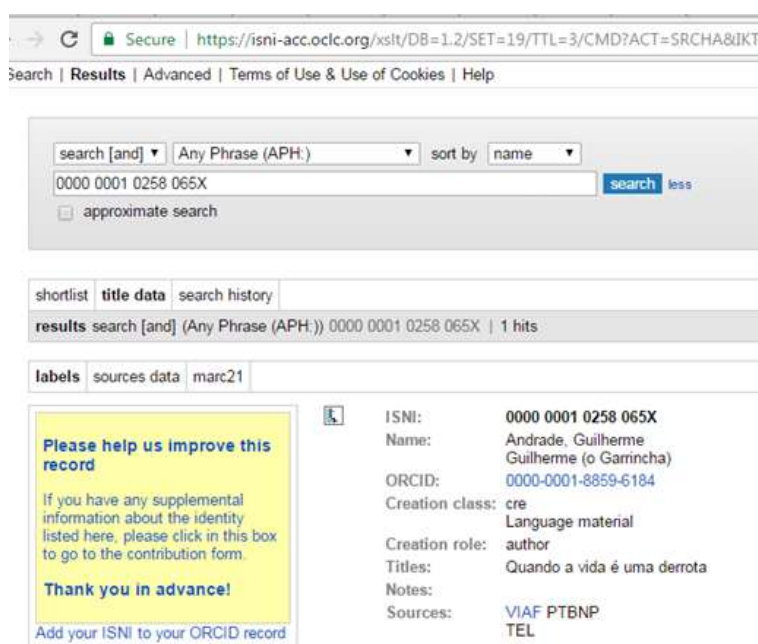 Secure | https://isni-acc.oclc.org/xslt/DB=1.2/SET=19/TTL=3/CMD?ACT=SRCHA&IKT
Search | Results | Advanced | Terms of Use & Use of Cookies | Help
search [and] Any Phrase (APH:) sort by name
0000 0001 0258 065X search less
approximate search
shortlist title data search history
results search [and] (Any Phrase (APH:)) 0000 0001 0258 065X | 1 hits
labels sources data marc21
Please help us improve this
record
If you have any supplemental
information about the identity
listed here, please click in this box
to go to the contribution form.
Thank you in advance!
Add your ISNI to your ORCID record
ISNI: 0000 0001 0258 065X
Name: Andrade, Guilherme
Guilherme (o Garrincha)
ORCID: 0000-0001-8859-6184
Creation class: cre
Language material
Creation role: author
Titles: Quando a vida é uma derrota
Notes:
Sources: VIAF PTBNP
TEL